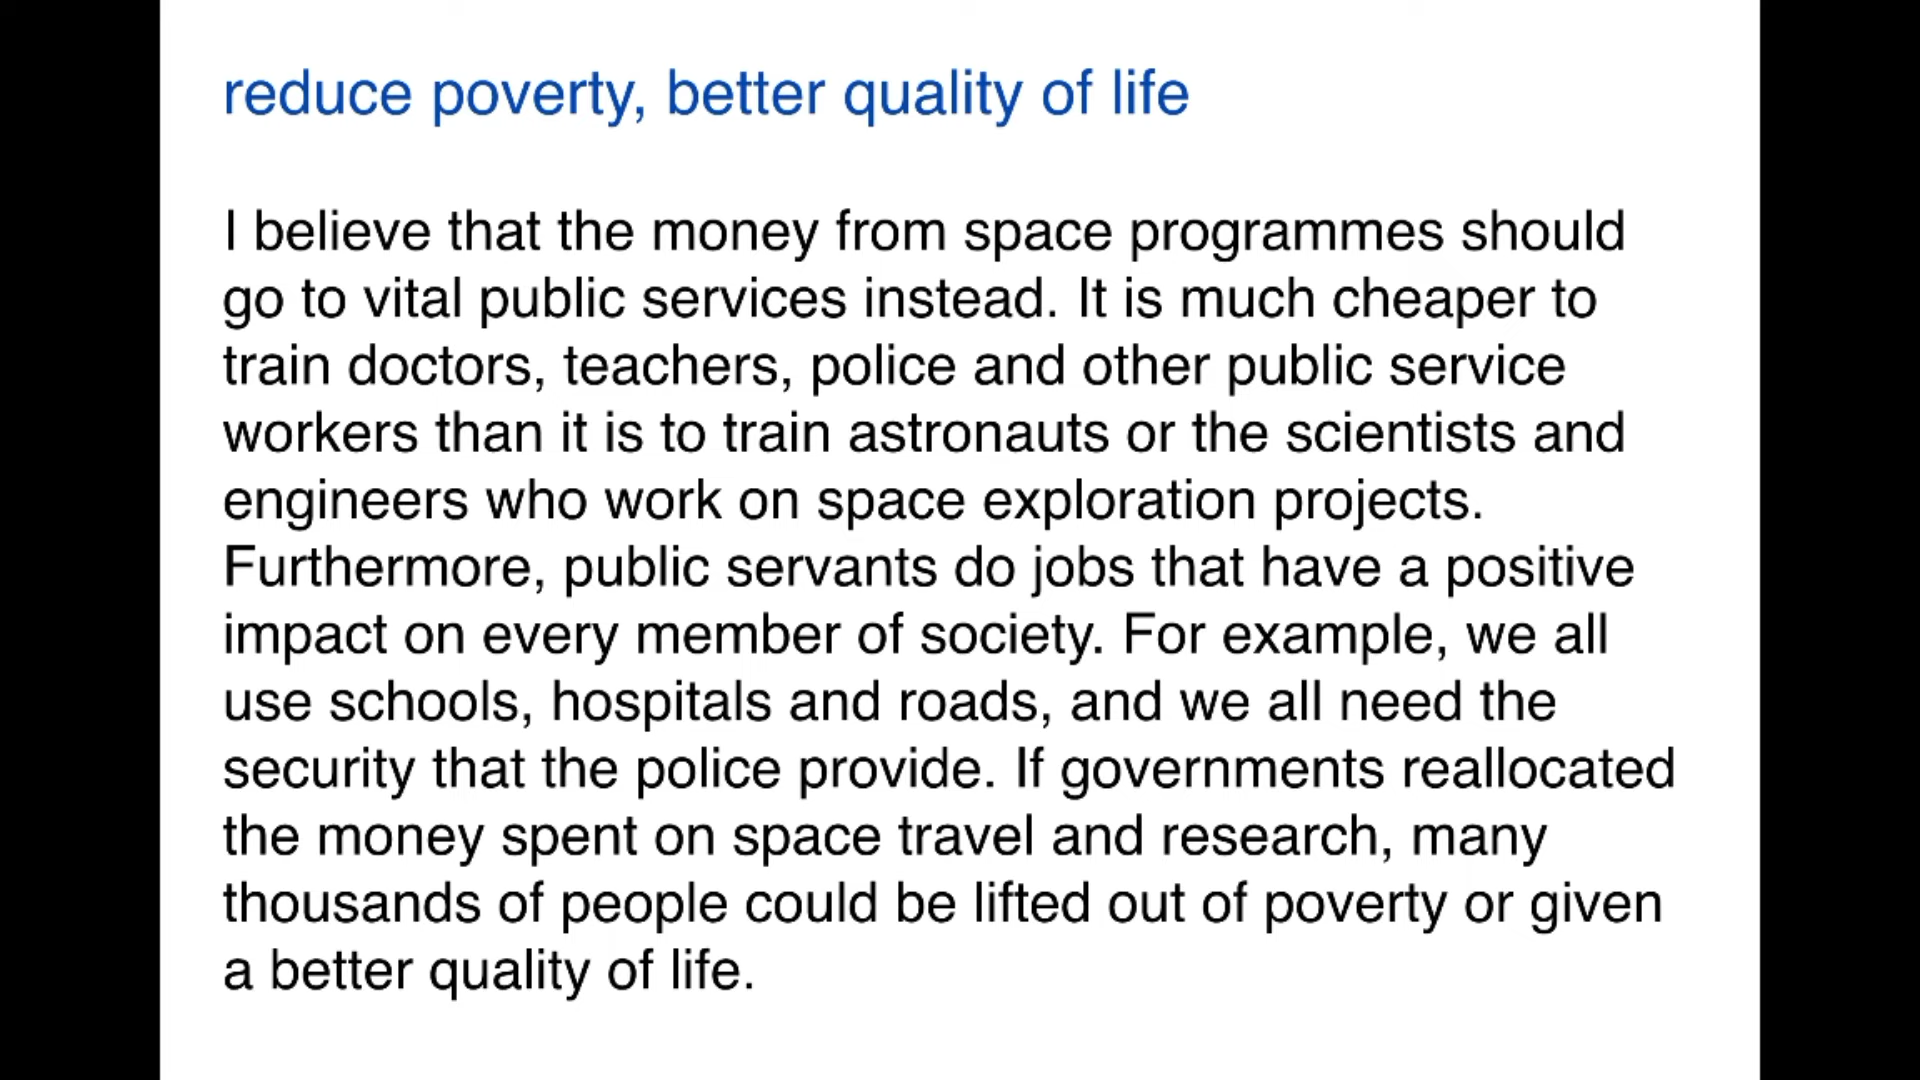 reduce poverty, better quality of life
I believe that the money from space programmes should
go to vital public services instead. It is much cheaper to
train doctors, teachers, police and other public service
workers than it is to train astronauts or the scientists and
engineers who work on space exploration projects.
Furthermore, public servants do jobs that have a positive
impact on every member of society. For example, we all
use schools, hospitals and roads, and we all need the
security that the police provide. If governments reallocated
the money spent on space travel and research, many
thousands of people could be lifted out of poverty or given
a better quality of life.